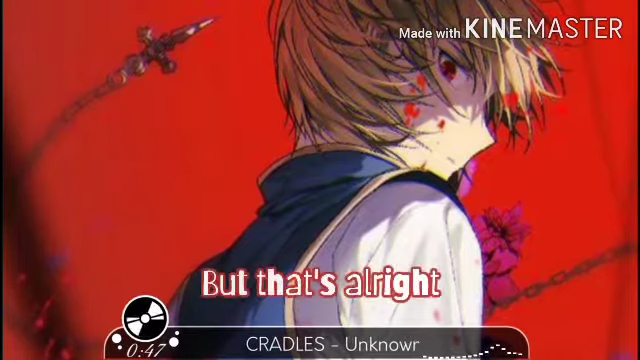 Made with KINEMASTER
But that's alright
CRADLES - Unknowr
0:47